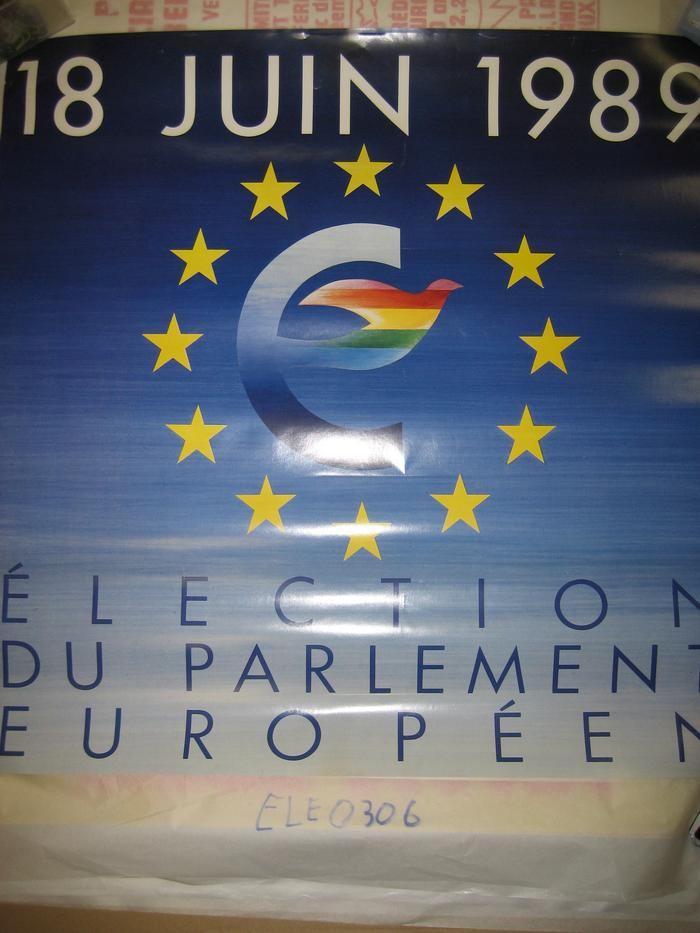 18 JUIN 1989
ÉLECTION
DU PARLEMENT
EUROPÉEN
ELE0306